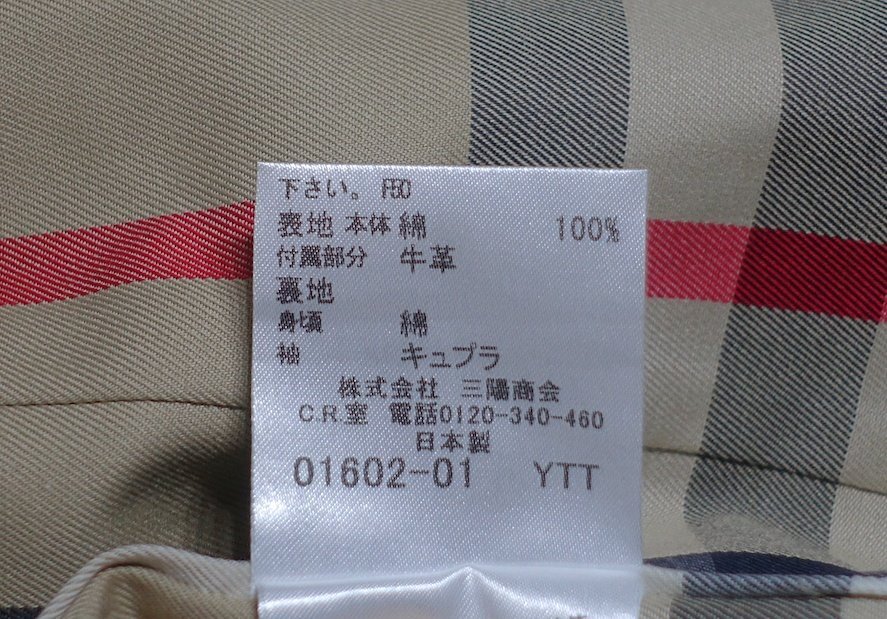 下さい。 F50
表地 本体 綿 100%
付属部分 牛革
裏地
身頃 綿
袖 キュプラ
株式会社 三陽商会
C.R.室 電話0120-340-460
日本製
01602-01 YTT